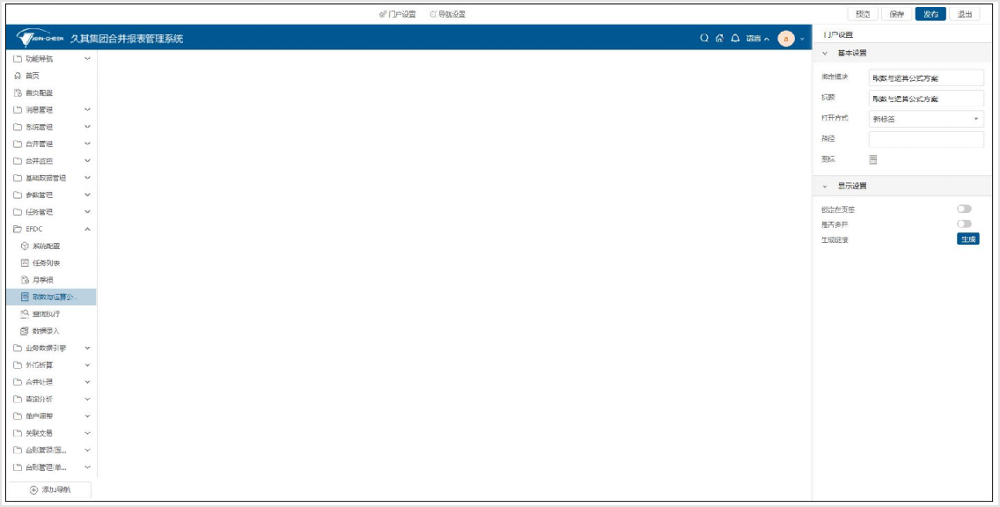 门户设置 导航设置 预览 保存 发布 退出
JOIN-CHEER 久其集团合并报表管理系统 语言 a
功能导航
首页
首页配置
消息管理
系统管理
合并管理
合并监控
基础数据管理
参数管理
任务管理
EFDC
系统配置
任务列表
月季报
取数与运算公...
查询执行
数据录入
业务数据引擎
外币折算
合并处理
查询分析
单户调整
关联交易
台账管理/固...
台账管理/单...
添加导航
门户设置
基本设置
绑定模块 取数与运算公式方案
标题 取数与运算公式方案
打开方式 新标签
路径
图标
显示设置
锁定在页签
是否多开
生成链接 生成